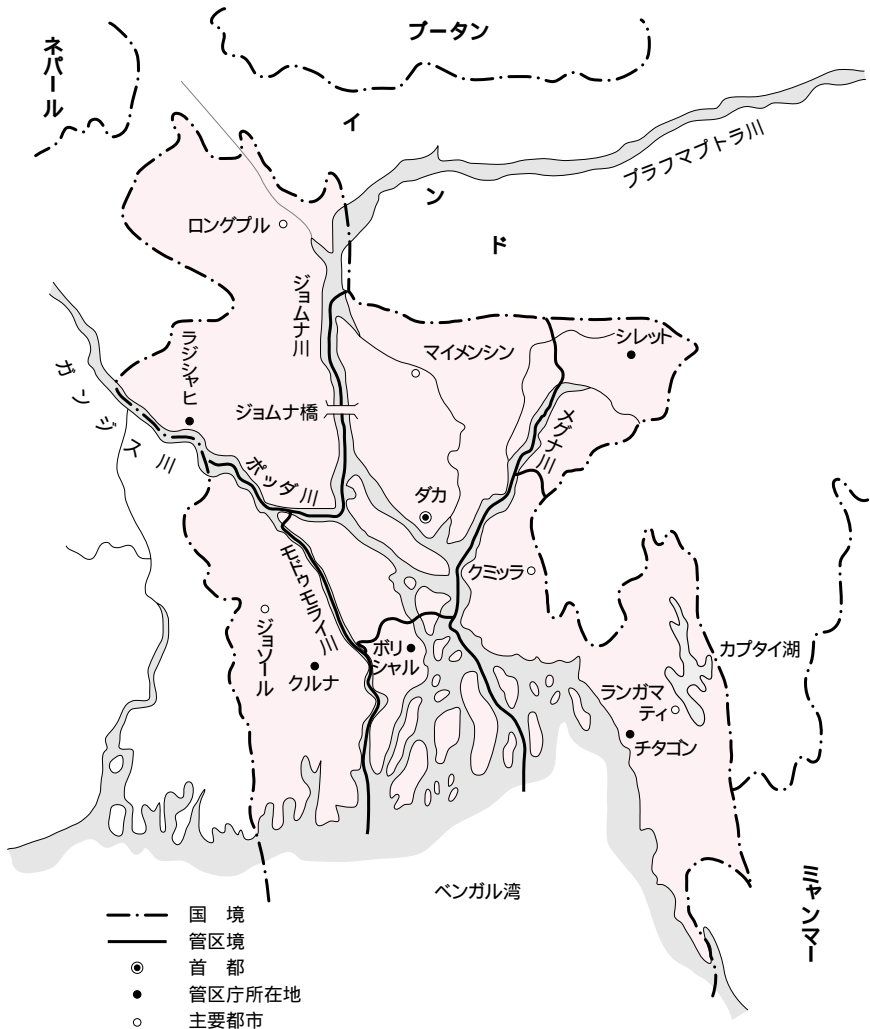 ブータン
ネパール
インド
ブラフマプトラ川
ロングプル
ジョムナ川
シレット
ラジシャヒ
マイメンシン
ガンジス川
ジョムナ橋
メグナ川
ポッダ川
ダカ
クミッラ
モドゥモライ川
ジョソール
カプタイ湖
ボリ
シャル
クルナ
ランガマ
ティ
チタゴン
ミャンマー
ベンガル湾
国 境
管区境
首 都
管区庁所在地
主要都市